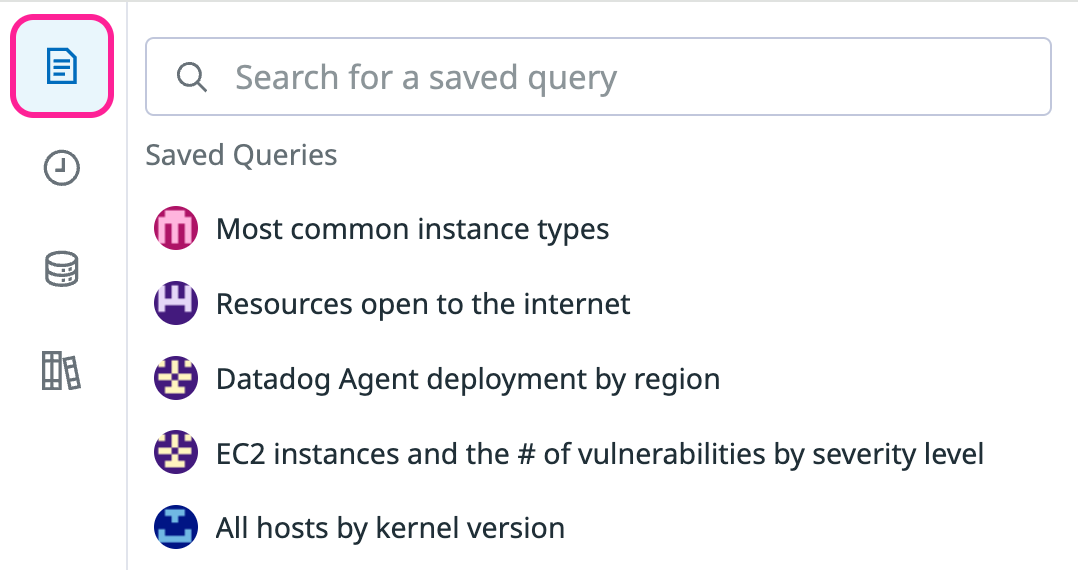 Search for a saved query
Saved Queries
Most common instance types
Resources open to the internet
Datadog Agent deployment by region
EC2 instances and the # of vulnerabilities by severity level
All hosts by kernel version